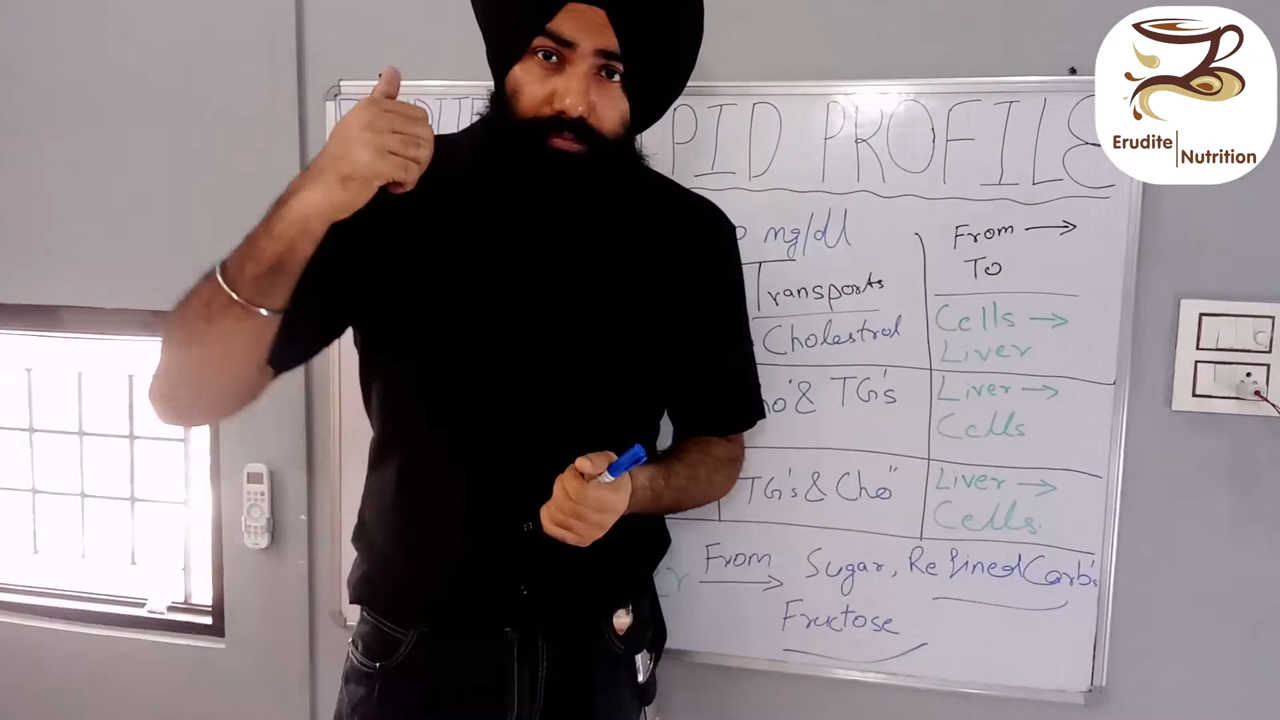 PID PROFILE
mg/dl
From →
To
Transports
Cholestrol
Cells →
Liver
& TG's
Liver →
Cells
TG's & Cho"
Liver →
Cells.
From → Sugar, Refined Carb's
Fructose
Erudite
Nutrition